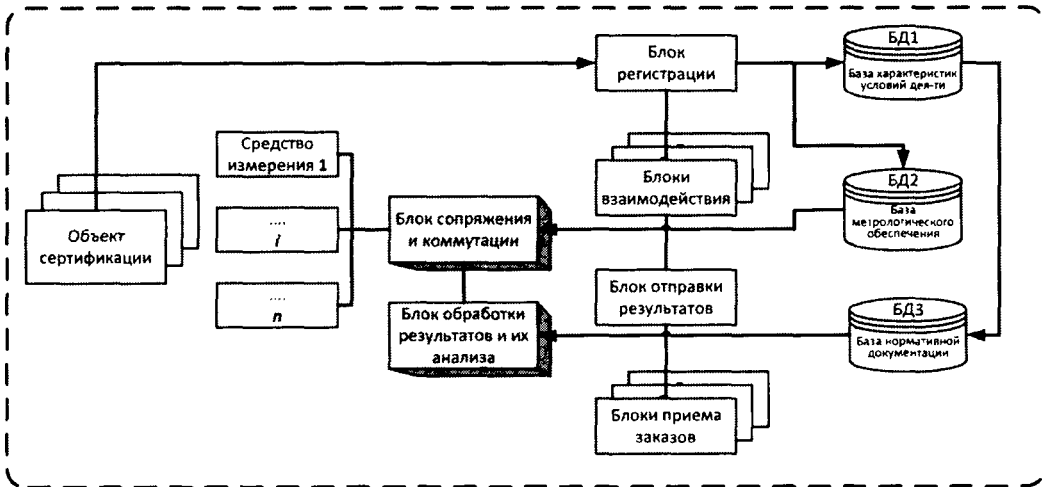 Блок
регистрации
БД1
База характеристик
условий дея-ти
Средство
измерения 1
....
i
....
n
Объект
сертификации
Блок сопряжения
и коммутации
Блок обработки
результатов и их
анализа
Блоки
взаимодействия
Блок отправки
результатов
Блоки приема
заказов
БД2
База
метрологического
обеспечения
БД3
База нормативной
документации